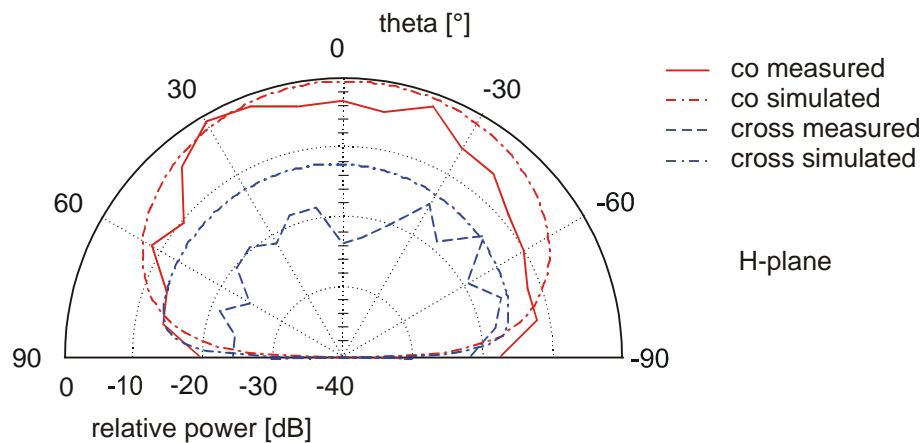 theta [°]
0
30
-30
60
-60
90
-90
0 -10 -20 -30 -40
relative power [dB]
co measured
co simulated
cross measured
cross simulated
H-plane